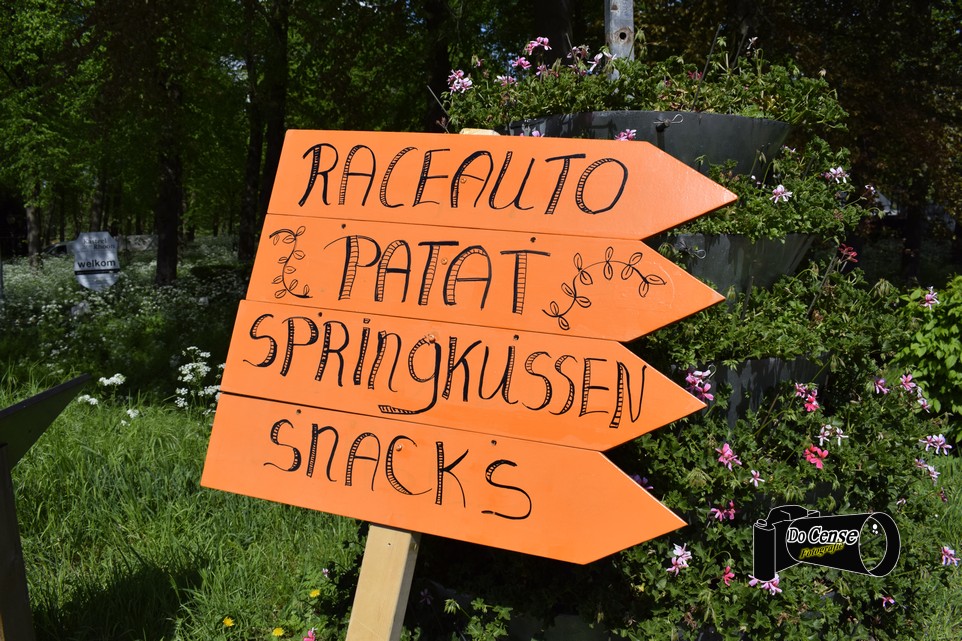 RACEAUTO
PATAT
SPRINgKUSSEN
SNACKS
welkom
Do Cense
Fotografie